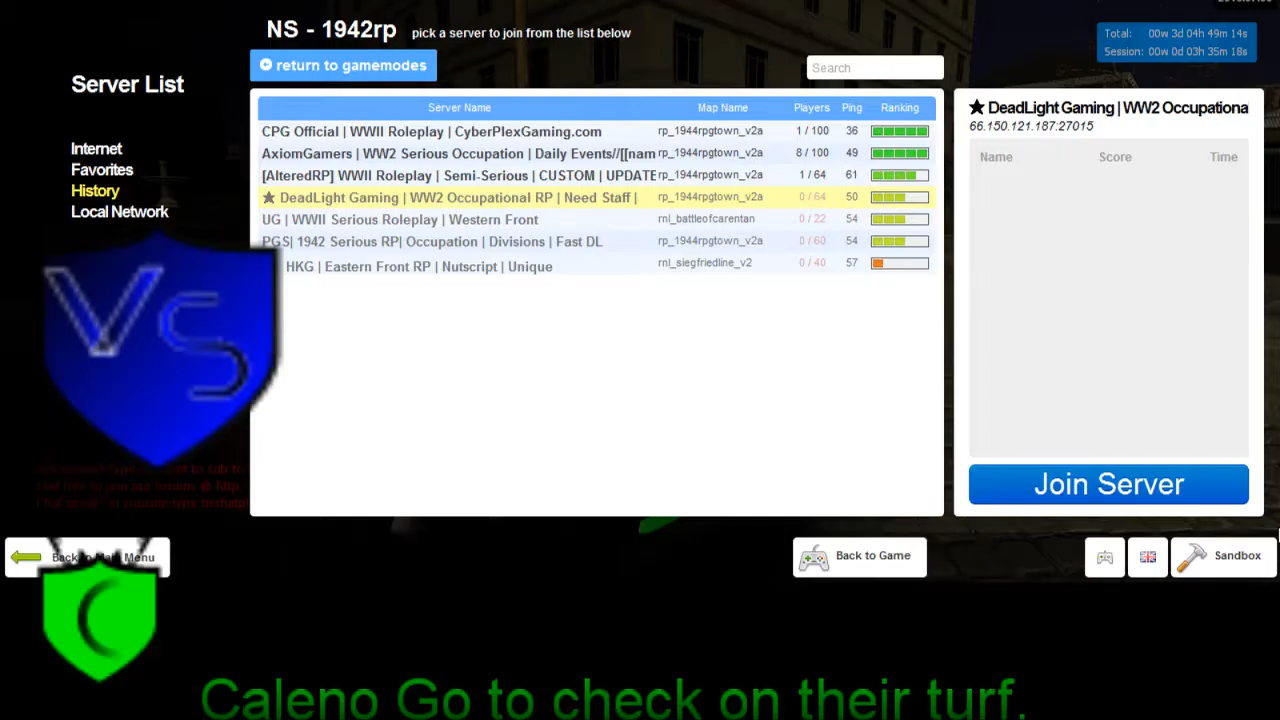 NS - 1942rp pick a server to join from the list below
Total: 00w 3d 04h 49m 14s
Session: 00w 0d 03h 35m 18s
return to gamemodes
Search
Server List
Internet
Favorites
History
Local Network
Server Name Map Name Players Ping Ranking
CPG Official | WWII Roleplay | CyberPlexGaming.com rp_1944rpgtown_v2a 1 / 100 36
AxiomGamers | WW2 Serious Occupation | Daily Events//[[nam rp_1944rpgtown_v2a 8 / 100 49
[AlteredRP] WWII Roleplay | Semi-Serious | CUSTOM | UPDATE rp_1944rpgtown_v2a 1 / 64 61
★ DeadLight Gaming | WW2 Occupational RP | Need Staff | rp_1944rpgtown_v2a 0 / 64 50
UG | WWII Serious Roleplay | Western Front rnl_battleofcarentan 0 / 22 54
PGS| 1942 Serious RP| Occupation | Divisions | Fast DL rp_1944rpgtown_v2a 0 / 60 54
HKG | Eastern Front RP | Nutscript | Unique rnl_siegfriedline_v2 0 / 40 57
★ DeadLight Gaming | WW2 Occupationa
66.150.121.187:27015
Name Score Time
Join Server
VS
Back to Main Menu
Back to Game
Sandbox
C
Caleno Go to check on their turf.